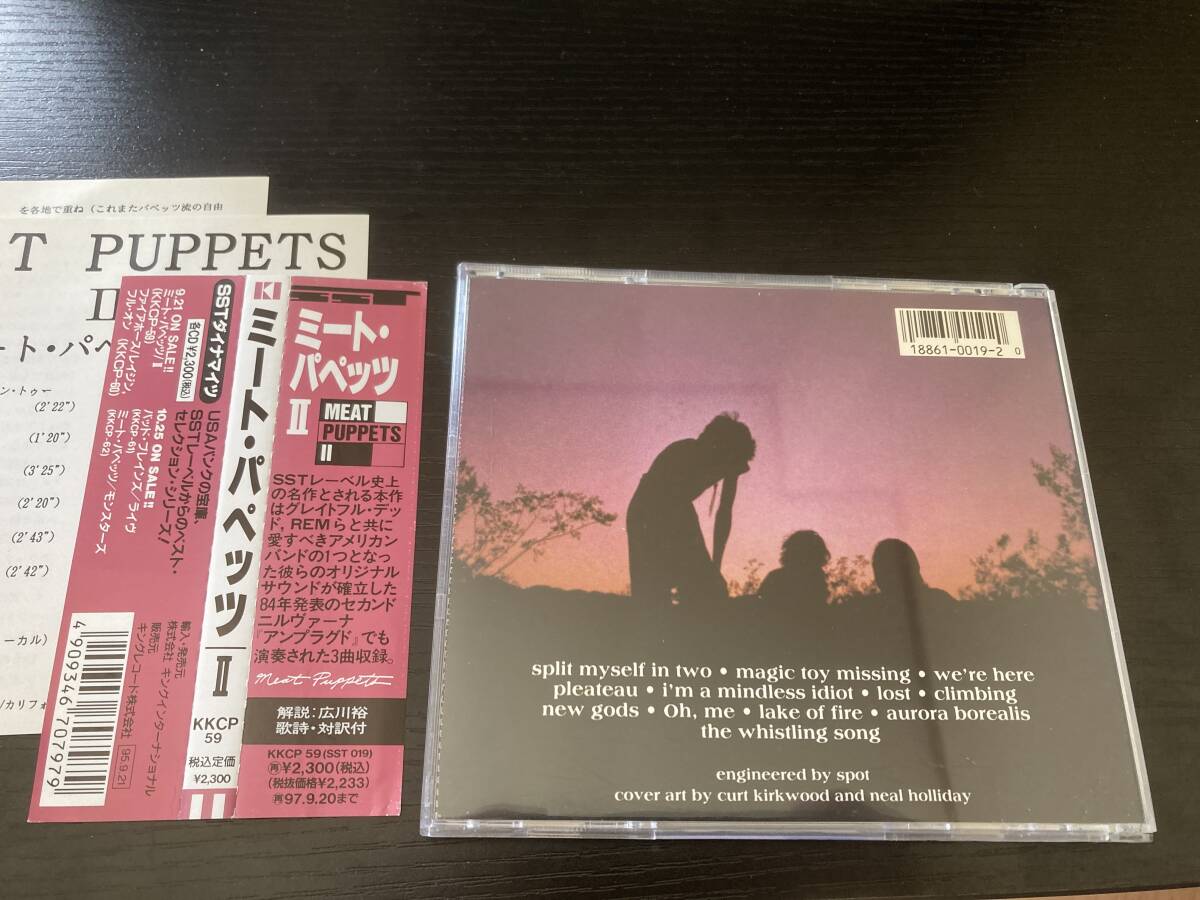 を各地で重ね（これまたパペッツ流の自由
T PUPPETS
ート・パペ
ン・トゥー
(2'22")
(1'20")
(3'25")
(2'20")
(2'43")
(2'42")
ーカル)
/カリフォ
SSTダイナマイツ
各CD¥2,300(税込)
9.21 ON SALE!!
ミート・パペッツ/II
(KKCP-59)
ファイアホース/レイジン・
フル・オン (KKCP-60)
USAパンクの宝庫、
SSTレーベルからのベスト・
セレクション・シリーズ!
10.25 ON SALE!!
バッド・ブレインズ/ライヴ
(KKCP-61)
ミート・パペッツ/モンスターズ
(KKCP-62)
4 909346 707979
輸入・発売元
株式会社 キングインターナショナル
販売元
キングレコード株式会社
95.9.21
ミート・パペッツ II
KKCP
59
税込定価
¥2,300
SST
ミート・
パペッツ
II
MEAT
PUPPETS
II
SSTレーベル史上
の名作とされる本作
はグレイトフル・デッ
ド, REMらと共に
愛すべきアメリカン
バンドの1つとなっ
た彼らのオリジナル
サウンドが確立した
84年発表のセカンド
ニルヴァーナ
『アンプラグド』でも
演奏された3曲収録。
Meat Puppets
解説:広川裕
歌詩・対訳付
KKCP 59 (SST 019)
再¥2,300(税込)
(税抜価格¥2,233)
再97.9.20まで
18861-0019-2 0
split myself in two • magic toy missing • we're here
pleateau • i'm a mindless idiot • lost • climbing
new gods • Oh, me • lake of fire • aurora borealis
the whistling song
engineered by spot
cover art by curt kirkwood and neal holliday